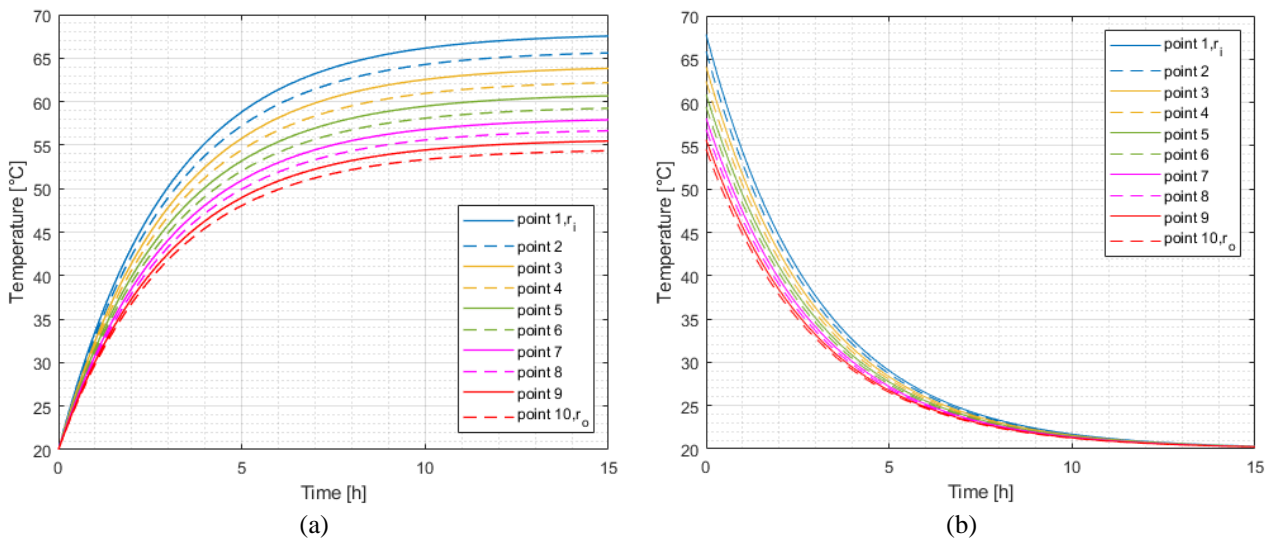 70
65
60
55
50
45
40
35
30
25
20
Temperature [°C]
0
5
10
15
Time [h]
point 1,r_i
point 2
point 3
point 4
point 5
point 6
point 7
point 8
point 9
point 10,r_o
(a)
70
65
60
55
50
45
40
35
30
25
20
Temperature [°C]
0
5
10
15
Time [h]
point 1,r_i
point 2
point 3
point 4
point 5
point 6
point 7
point 8
point 9
point 10,r_o
(b)